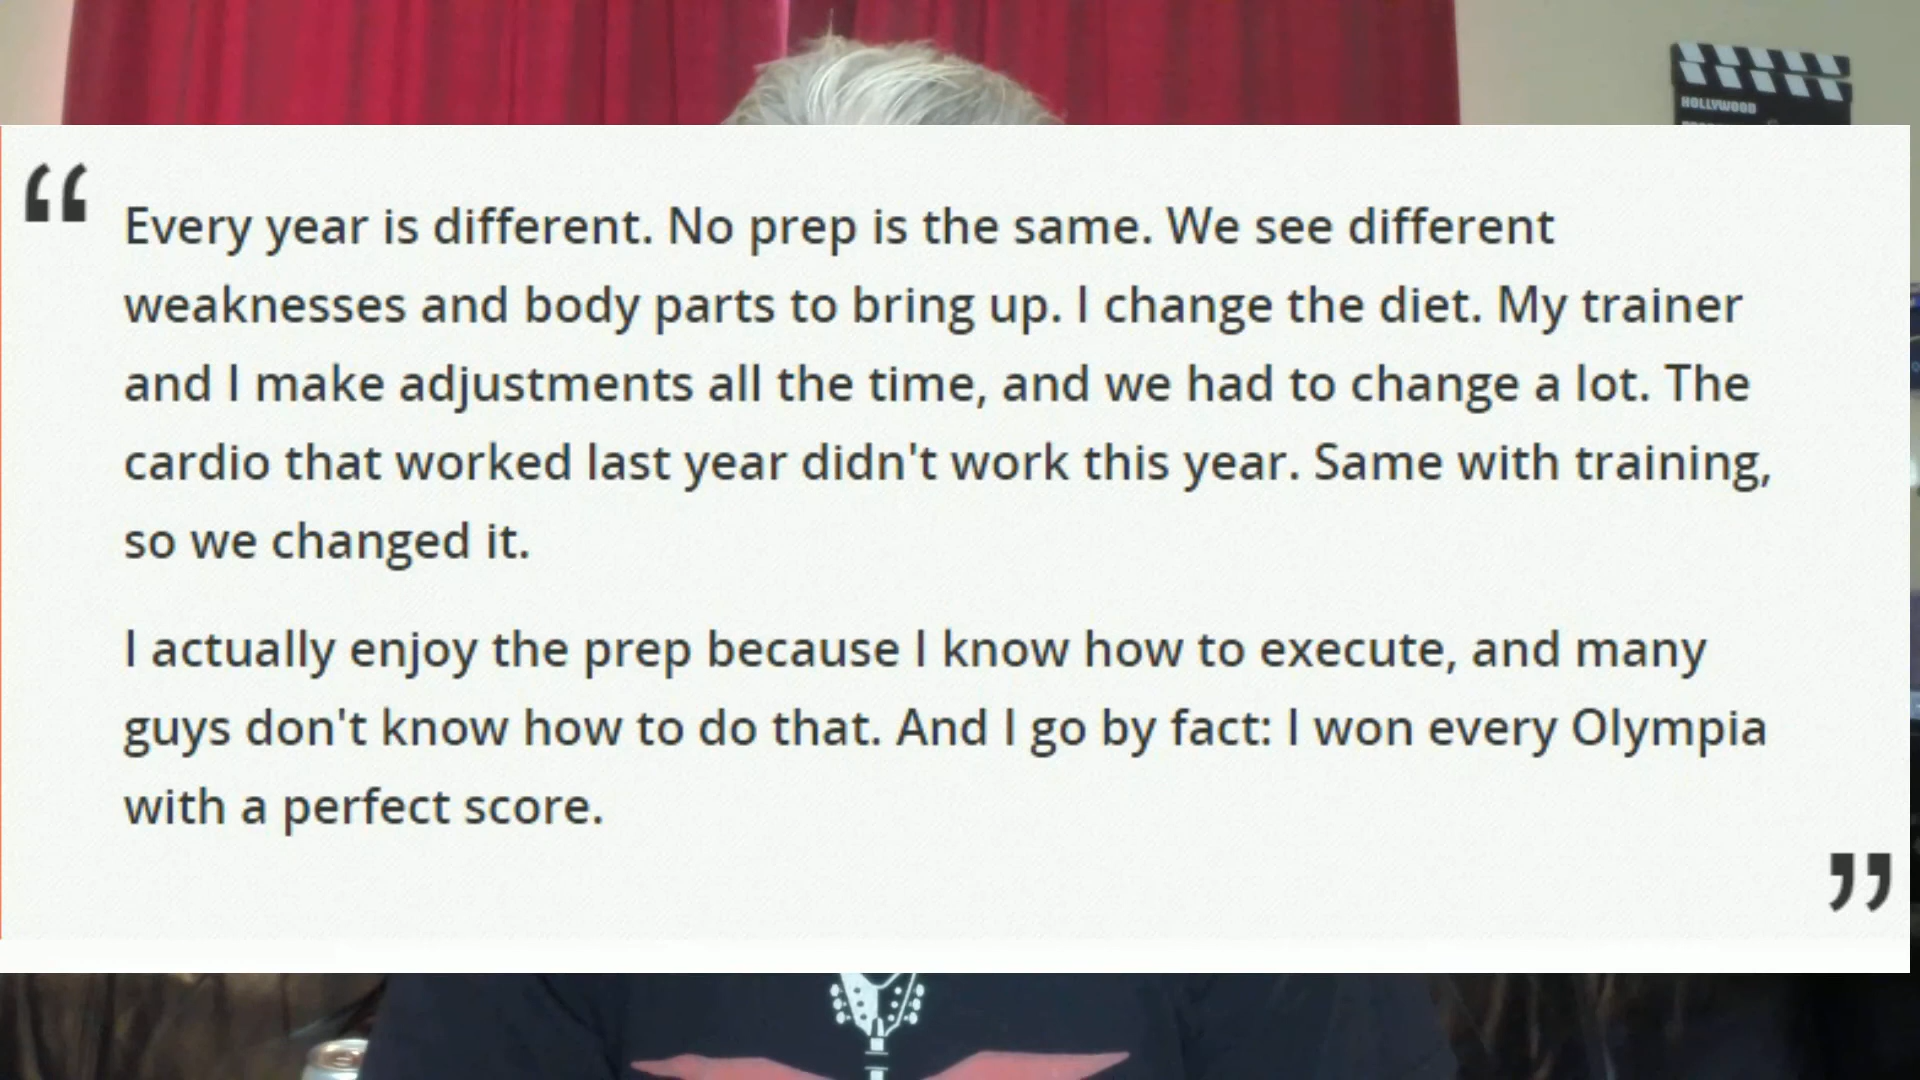 HOLLYWOOD
“
Every year is different. No prep is the same. We see different
weaknesses and body parts to bring up. I change the diet. My trainer
and I make adjustments all the time, and we had to change a lot. The
cardio that worked last year didn't work this year. Same with training,
so we changed it.
I actually enjoy the prep because I know how to execute, and many
guys don't know how to do that. And I go by fact: I won every Olympia
with a perfect score.
”